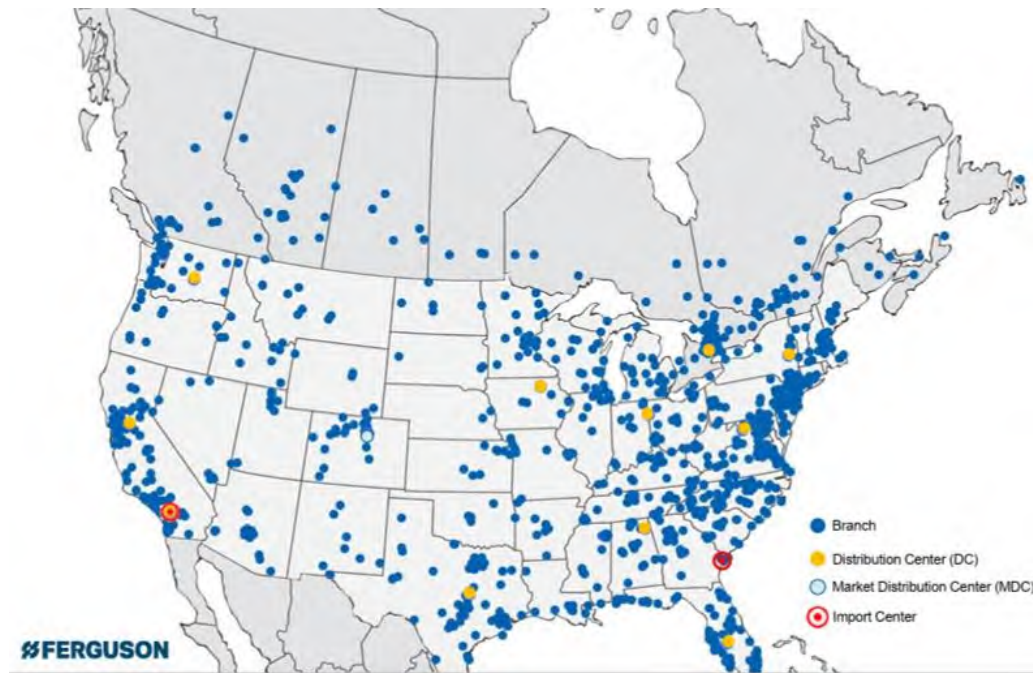 Branch
Distribution Center (DC)
Market Distribution Center (MDC)
Import Center
FERGUSON